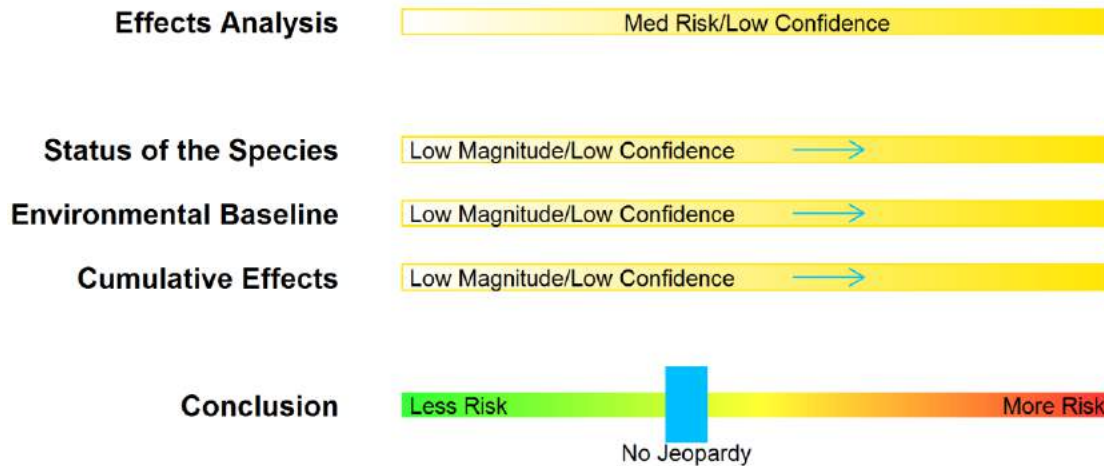 Effects Analysis
Med Risk/Low Confidence
Status of the Species
Low Magnitude/Low Confidence
Environmental Baseline
Low Magnitude/Low Confidence
Cumulative Effects
Low Magnitude/Low Confidence
Conclusion
Less Risk
More Risk
No Jeopardy